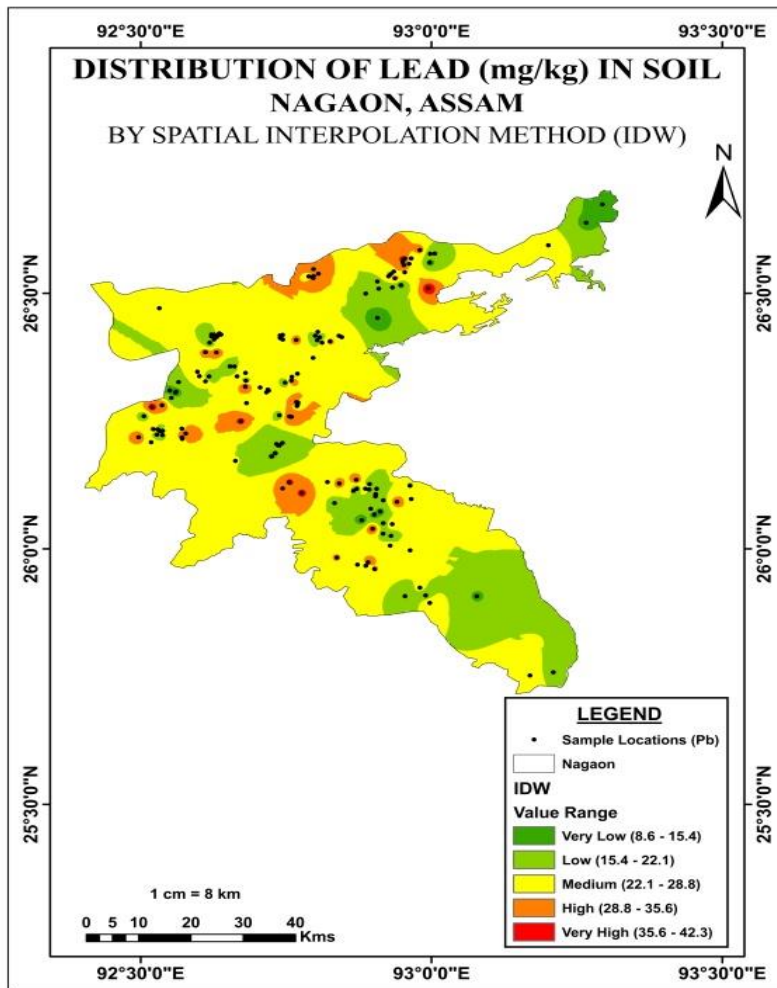 92°30'0"E 93°0'0"E 93°30'0"E
DISTRIBUTION OF LEAD (mg/kg) IN SOIL
NAGAON, ASSAM
BY SPATIAL INTERPOLATION METHOD (IDW)
N
26°30'0"N 26°30'0"N
26°0'0"N 26°0'0"N
25°30'0"N 25°30'0"N
LEGEND
Sample Locations (Pb)
Nagaon
IDW
Value Range
Very Low (8.6 - 15.4)
Low (15.4 - 22.1)
Medium (22.1 - 28.8)
High (28.8 - 35.6)
Very High (35.6 - 42.3)
1 cm = 8 km
0 5 10 20 30 40
Kms
92°30'0"E 93°0'0"E 93°30'0"E